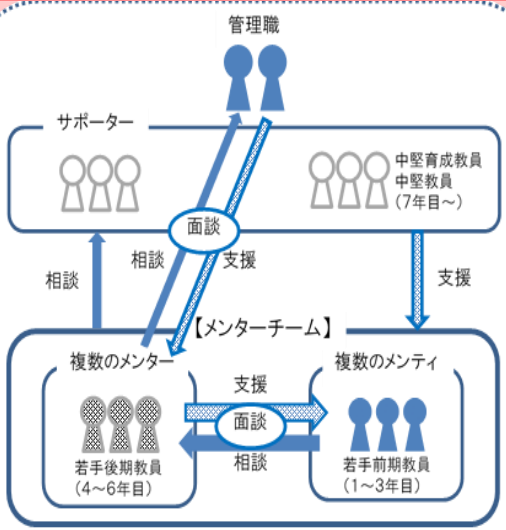 管理職
サポーター
中堅育成教員
中堅教員
(7年目～)
面談
相談
支援
相談
支援
【メンターチーム】
複数のメンター
複数のメンティ
支援
面談
相談
若手後期教員
(4～6年目)
若手前期教員
(1～3年目)